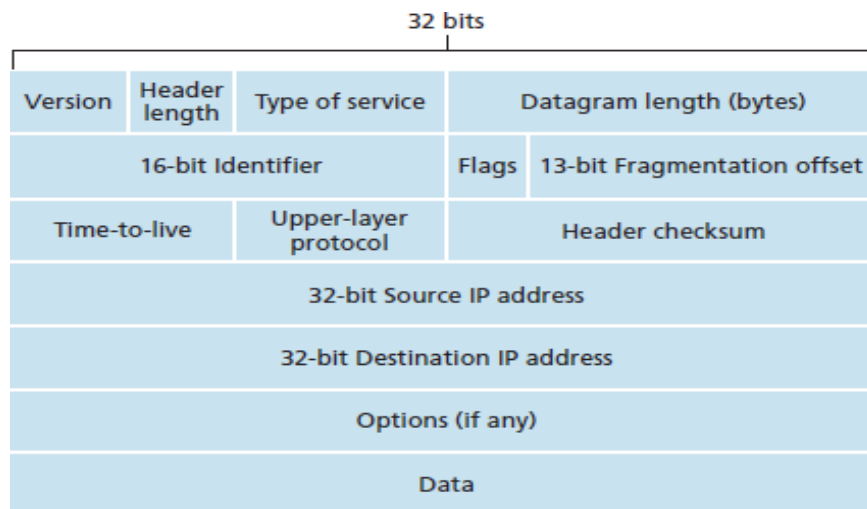 32 bits
Version
Header
length
Type of service
Datagram length (bytes)
16-bit Identifier
Flags
13-bit Fragmentation offset
Time-to-live
Upper-layer
protocol
Header checksum
32-bit Source IP address
32-bit Destination IP address
Options (if any)
Data